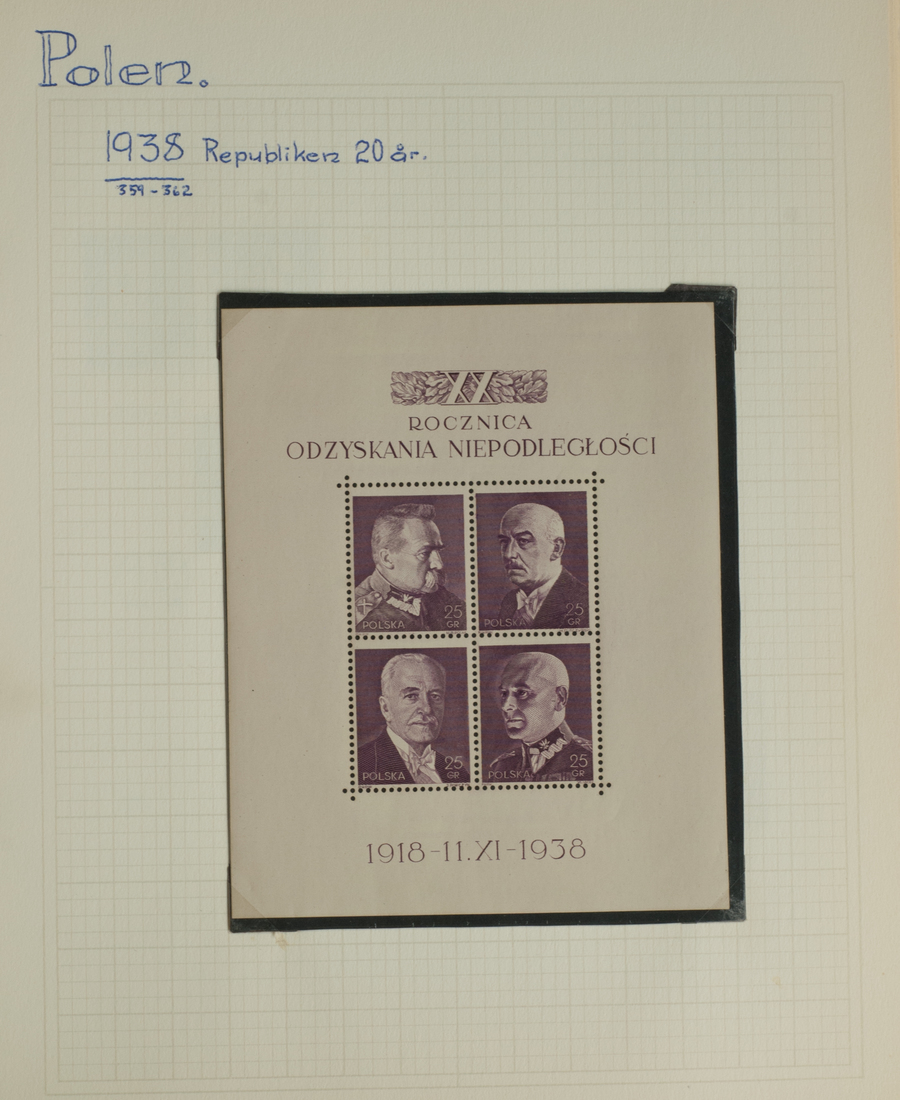 Polen.
1938 Republiken 20 år.
359-362
XX
ROCZNICA
ODZYSKANIA NIEPODLEGŁOŚCI
25
GR
POLSKA
25
GR
POLSKA
25
GR
POLSKA
25
GR
POLSKA
1918-11.XI-1938